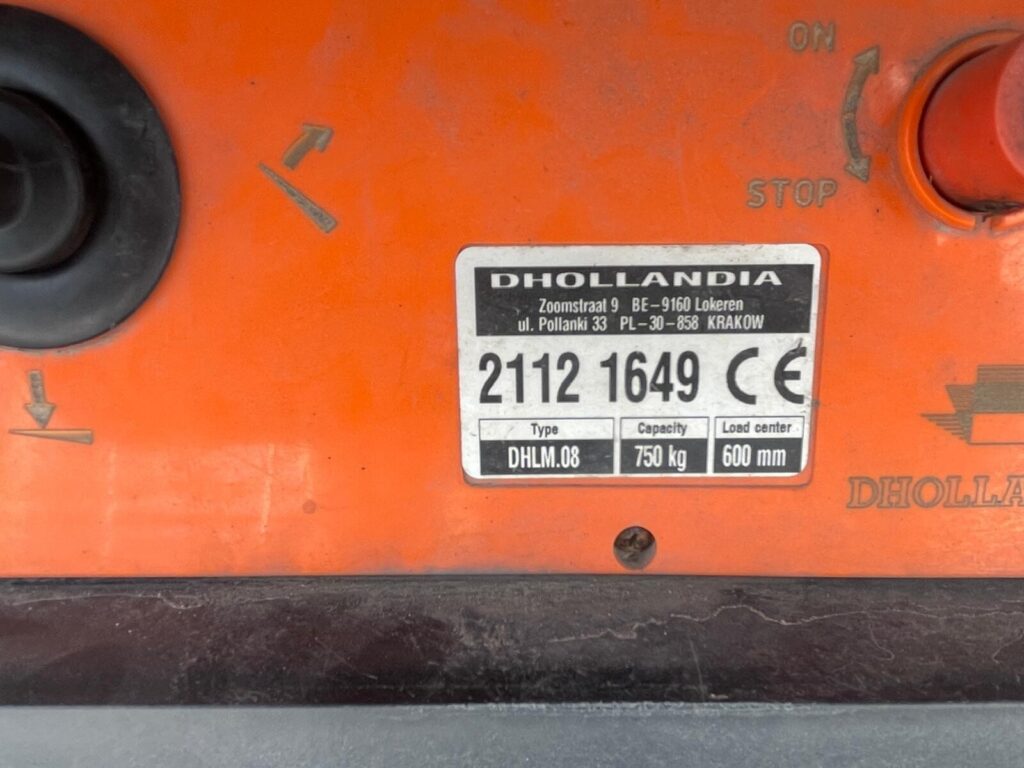 ON
STOP
DHOLLANDIA
Zoomstraat 9 BE-9160 Lokeren
ul. Pollanki 33 PL-30-858 KRAKOW
2112 1649 CE
Type Capacity Load center
DHLM.08 750 kg 600 mm
DHOLLA